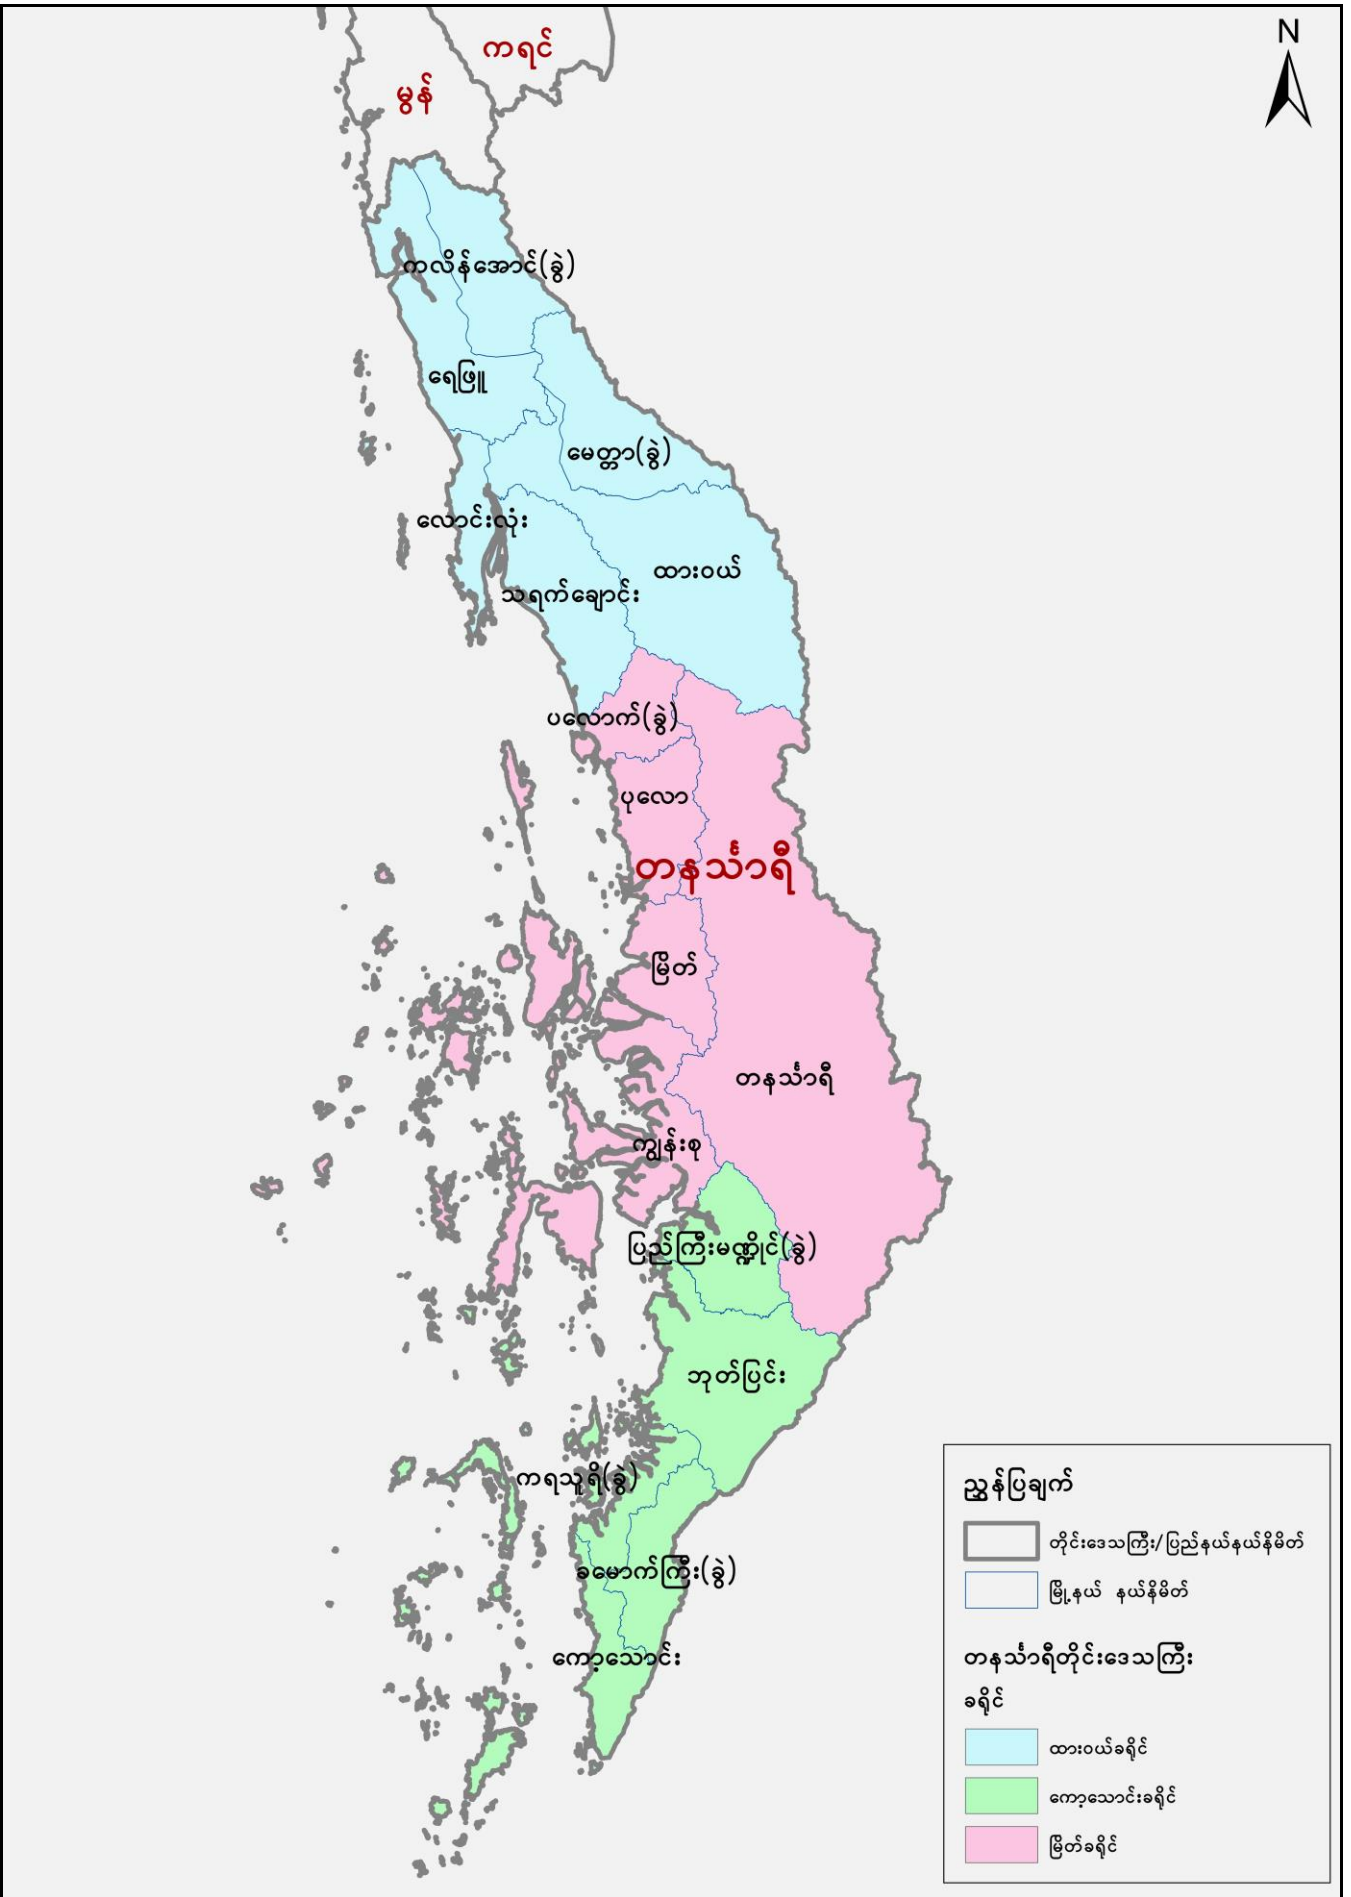 ကရင်
N
မွန်
ကလိန်အောင်(ခွဲ)
ရေဖြူ
မေတ္တာ(ခွဲ)
လောင်းလုံး
ထားဝယ်
သရက်ချောင်း
ပလောက်(ခွဲ)
ပုလော
တနင်္သာရီ
မြိတ်
တနင်္သာရီ
ကျွန်းစု
ပြည်ကြီးမဏ္ဍိုင်(ခွဲ)
ဘုတ်ပြင်း
ကရသူရိ(ခွဲ)
ခမောက်ကြီး(ခွဲ)
ကော့သောင်း
ညွှန်ပြချက်
တိုင်းဒေသကြီး/ပြည်နယ်နယ်နိမိတ်
မြို့နယ် နယ်နိမိတ်
တနင်္သာရီတိုင်းဒေသကြီး
ခရိုင်
ထားဝယ်ခရိုင်
ကော့သောင်းခရိုင်
မြိတ်ခရိုင်